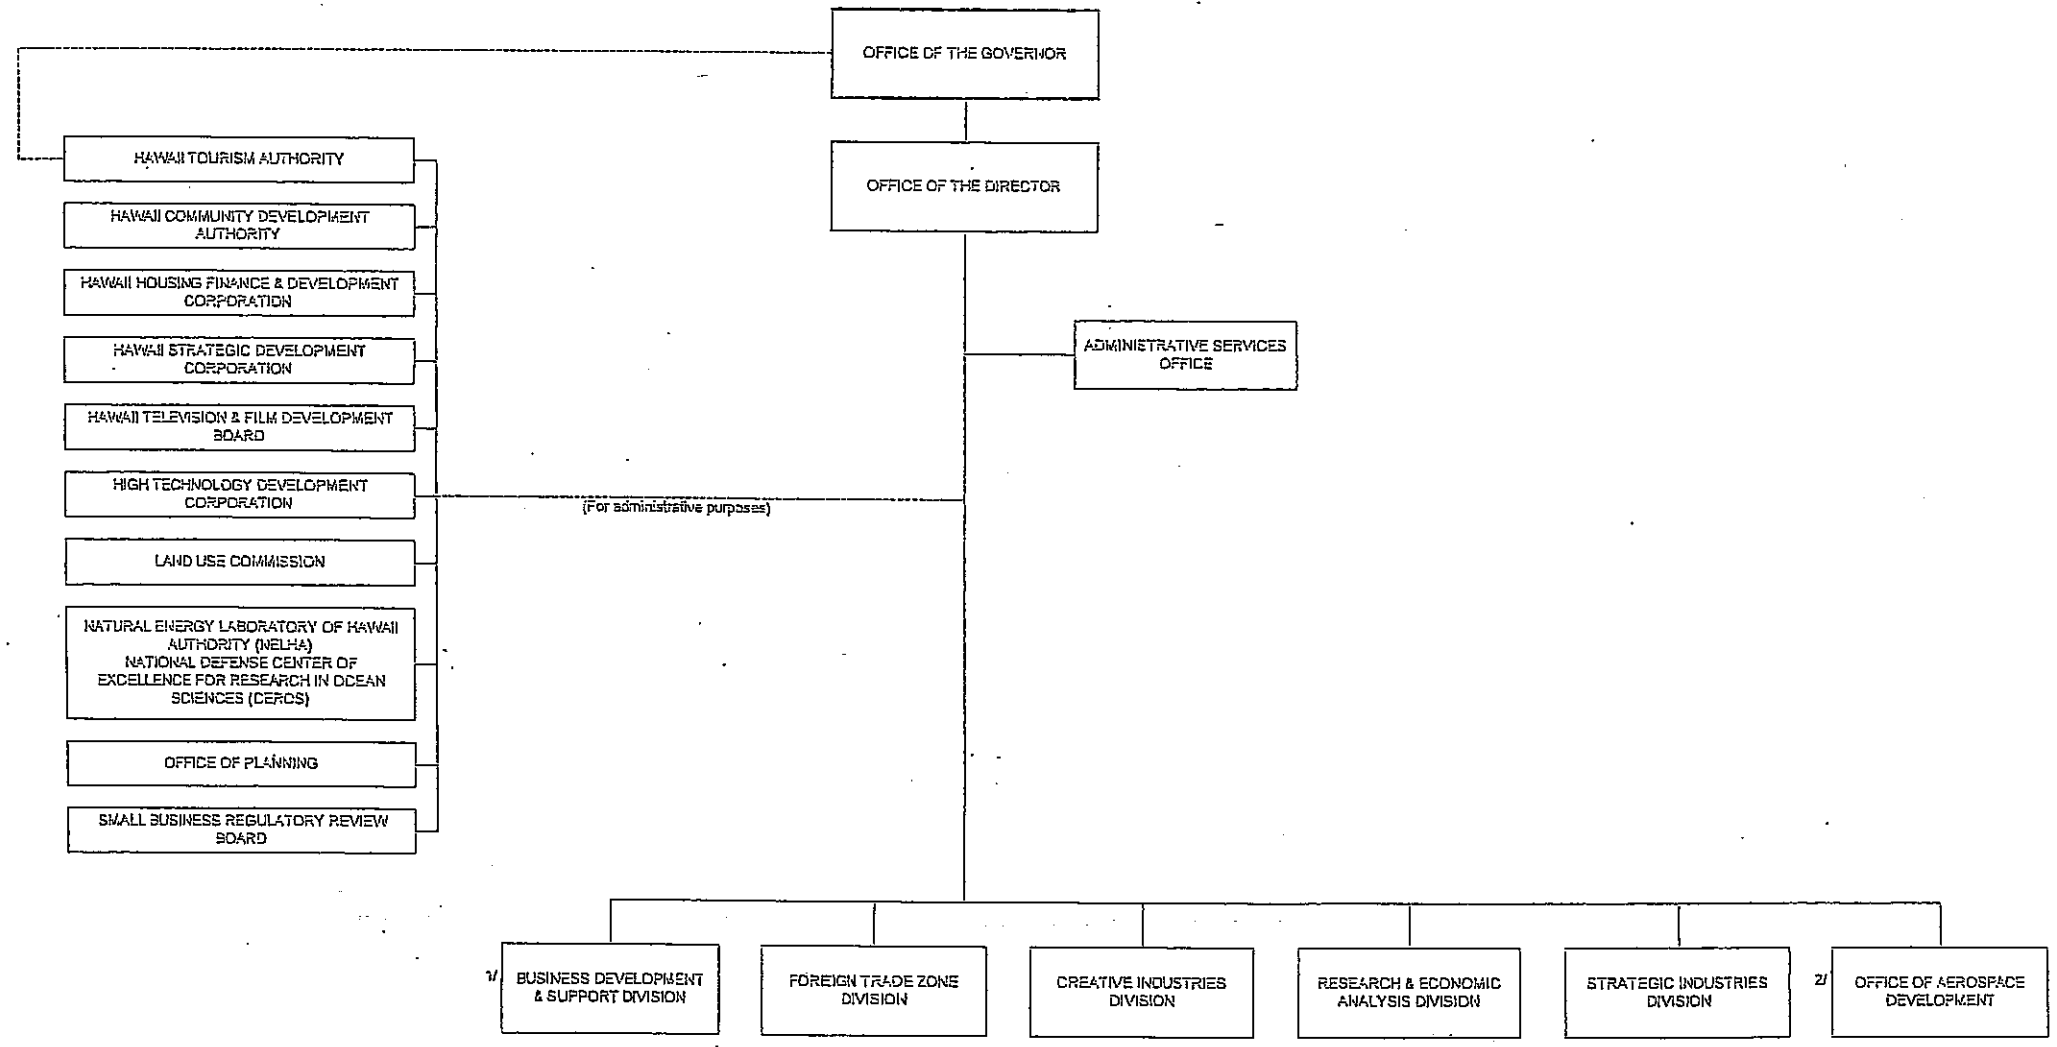 OFFICE OF THE GOVERNOR
OFFICE OF THE DIRECTOR
HAWAII TOURISM AUTHORITY
HAWAII COMMUNITY DEVELOPMENT
AUTHORITY
HAWAII HOUSING FINANCE & DEVELOPMENT
CORPORATION
HAWAII STRATEGIC DEVELOPMENT
CORPORATION
HAWAII TELEVISION & FILM DEVELOPMENT
BOARD
HIGH TECHNOLOGY DEVELOPMENT
CORPORATION
LAND USE COMMISSION
NATURAL ENERGY LABORATORY OF HAWAII
AUTHORITY (NELHA)
NATIONAL DEFENSE CENTER OF
EXCELLENCE FOR RESEARCH IN OCEAN
SCIENCES (CEROS)
OFFICE OF PLANNING
SMALL BUSINESS REGULATORY REVIEW
BOARD
ADMINISTRATIVE SERVICES
OFFICE
(For administrative purposes)
1/
BUSINESS DEVELOPMENT
& SUPPORT DIVISION
FOREIGN TRADE ZONE
DIVISION
CREATIVE INDUSTRIES
DIVISION
RESEARCH & ECONOMIC
ANALYSIS DIVISION
STRATEGIC INDUSTRIES
DIVISION
2/
OFFICE OF AEROSPACE
DEVELOPMENT